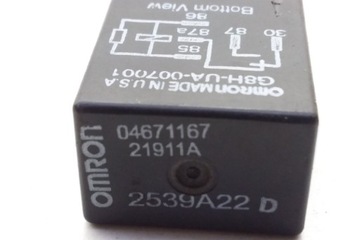 Bottom View
86
87a
85
87
30
G8H-UA-007001
OMRON MADE IN U.S.A
OMRON
04671167
21911A
2539A22 D